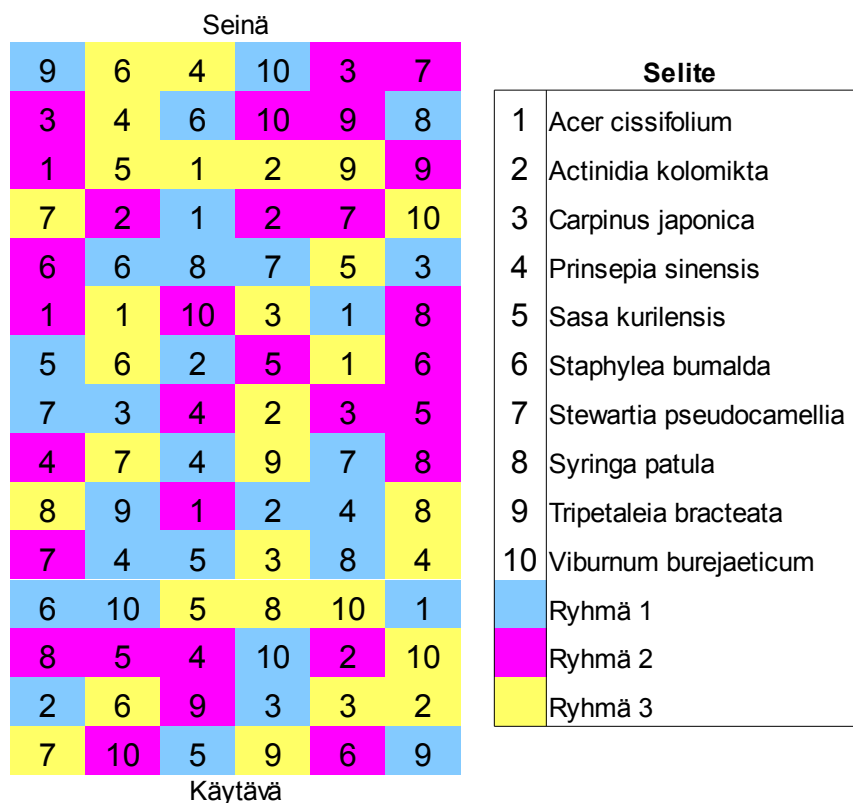 Seinä
9 6 4 10 3 7
3 4 6 10 9 8
1 5 1 2 9 9
7 2 1 2 7 10
6 6 8 7 5 3
1 1 10 3 1 8
5 6 2 5 1 6
7 3 4 2 3 5
4 7 4 9 7 8
8 9 1 2 4 8
7 4 5 3 8 4
6 10 5 8 10 1
8 5 4 10 2 10
2 6 9 3 3 2
7 10 5 9 6 9
Käytävä
Selite
1 Acer cissifolium
2 Actinidia kolomikta
3 Carpinus japonica
4 Prinsepia sinensis
5 Sasa kurilensis
6 Staphylea bumalda
7 Stewartia pseudocamellia
8 Syringa patula
9 Tripetaleia bracteata
10 Viburnum burejaeticum
Ryhmä 1
Ryhmä 2
Ryhmä 3